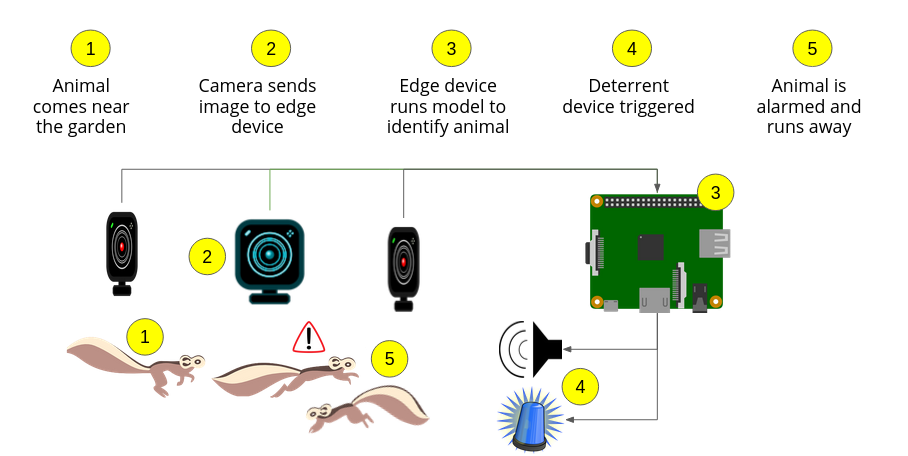 1
2
3
4
5
Animal
comes near
the garden
Camera sends
image to edge
device
Edge device
runs model to
identify animal
Deterrent
device triggered
Animal is
alarmed and
runs away
3
2
1
!
5
4